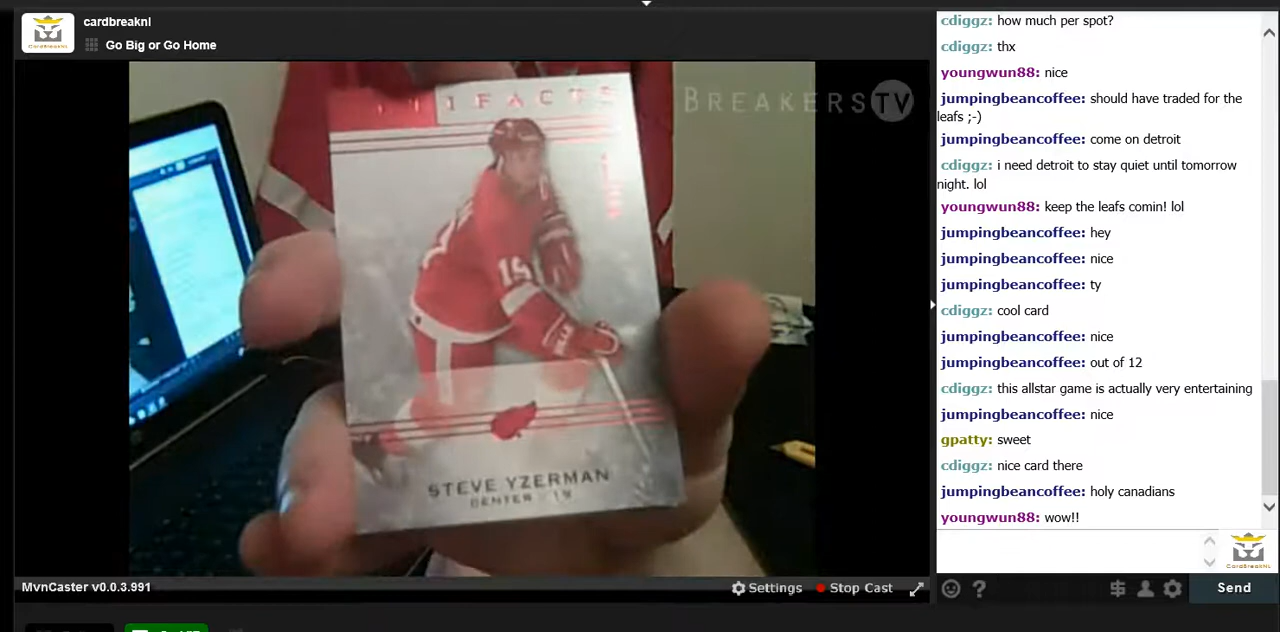 cardbreaknl
Go Big or Go Home
BREAKERSTV
STEVE YZERMAN
CENTER - 19
19
MvnCaster v0.0.3.991
Settings
Stop Cast
cdiggz: how much per spot?
cdiggz: thx
youngwun88: nice
jumpingbeancoffee: should have traded for the
leafs ;-)
jumpingbeancoffee: come on detroit
cdiggz: i need detroit to stay quiet until tomorrow
night. lol
youngwun88: keep the leafs comin! lol
jumpingbeancoffee: hey
jumpingbeancoffee: nice
jumpingbeancoffee: ty
cdiggz: cool card
jumpingbeancoffee: nice
jumpingbeancoffee: out of 12
cdiggz: this allstar game is actually very entertaining
jumpingbeancoffee: nice
gpatty: sweet
cdiggz: nice card there
jumpingbeancoffee: holy canadians
youngwun88: wow!!
CARDBREAKNL
Send